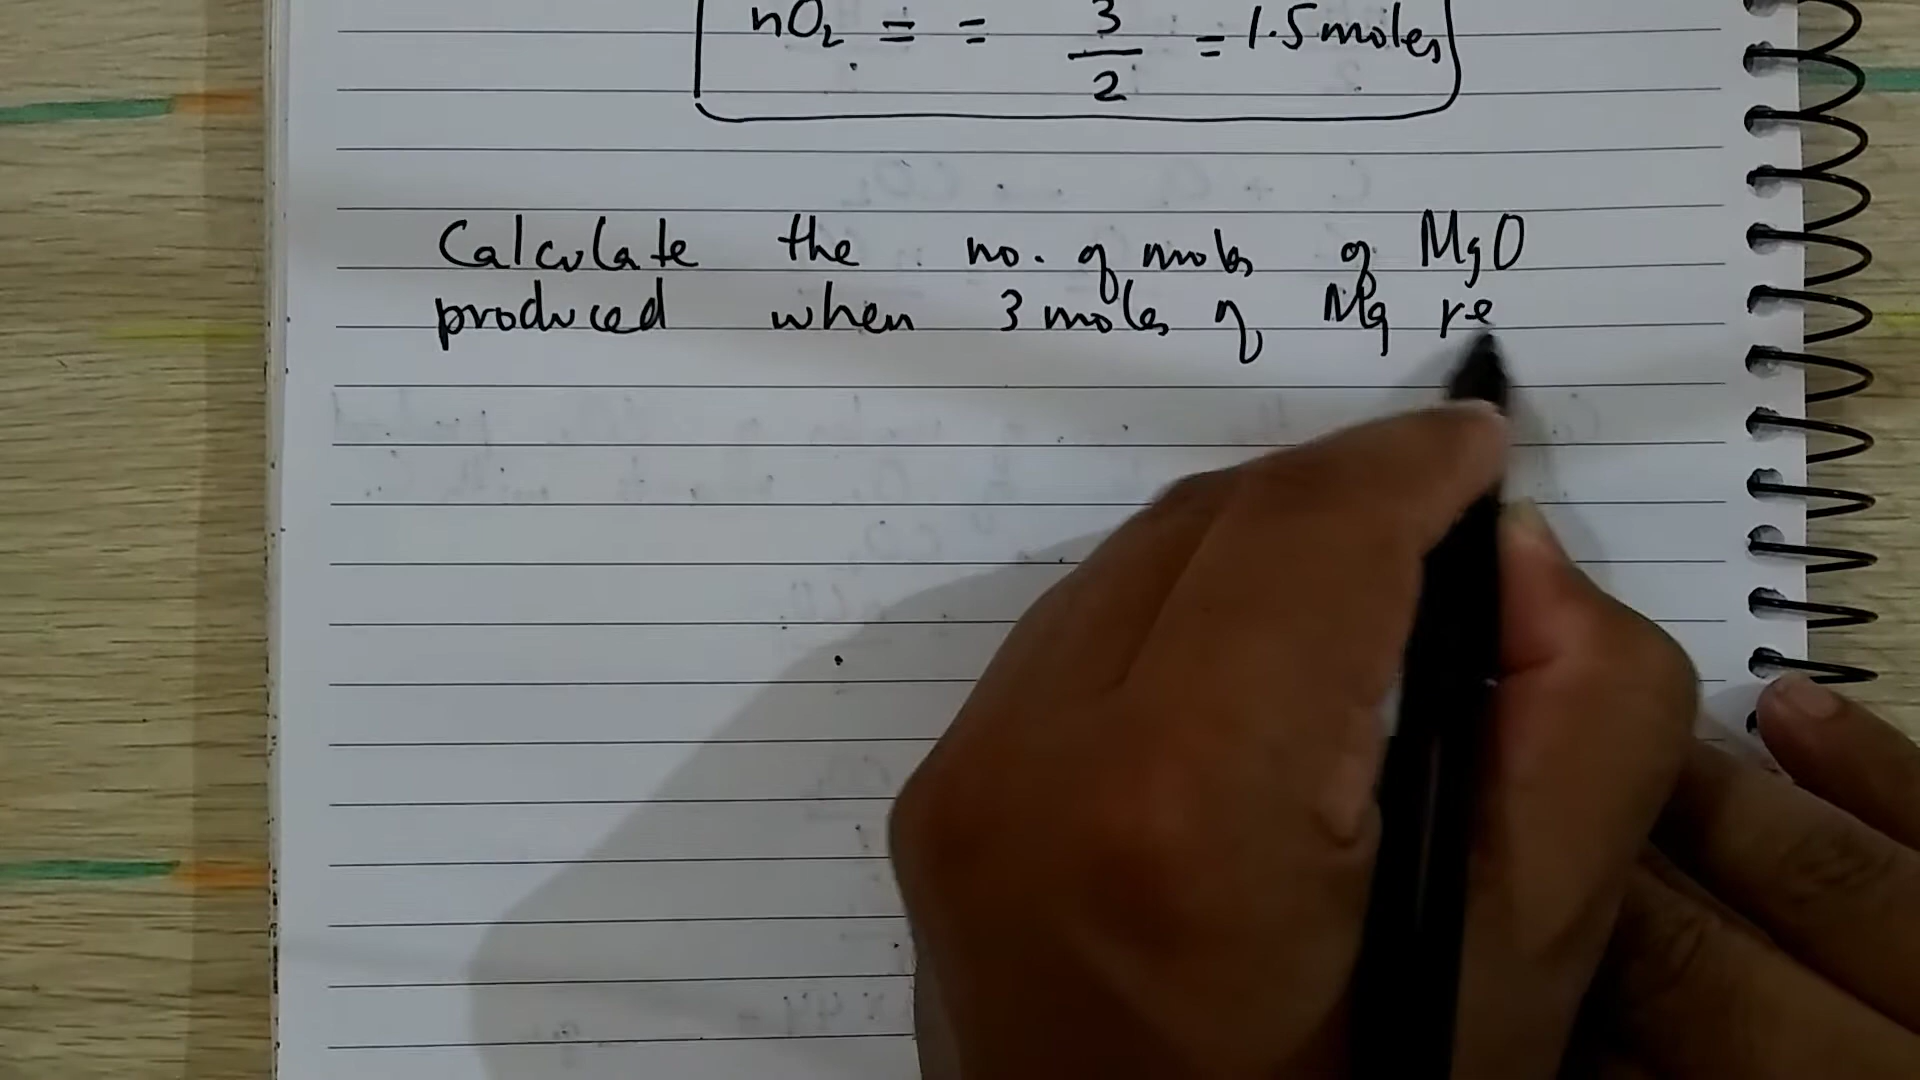 nO₂ = = 3/2 = 1.5 moles
Calculate the no. of moles of MgO
produced when 3 moles of Mg re